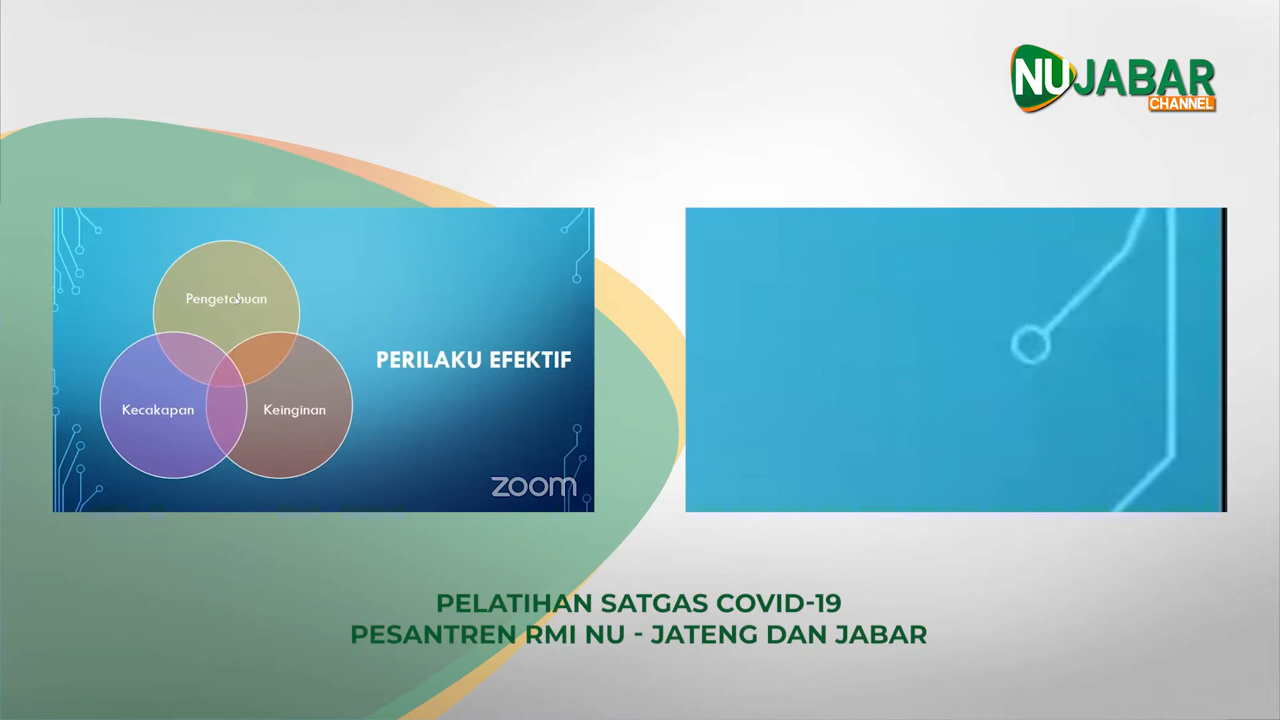 NU JABAR
CHANNEL
Pengetahuan
PERILAKU EFEKTIF
Kecakapan
Keinginan
zoom
PELATIHAN SATGAS COVID-19
PESANTREN RMI NU - JATENG DAN JABAR